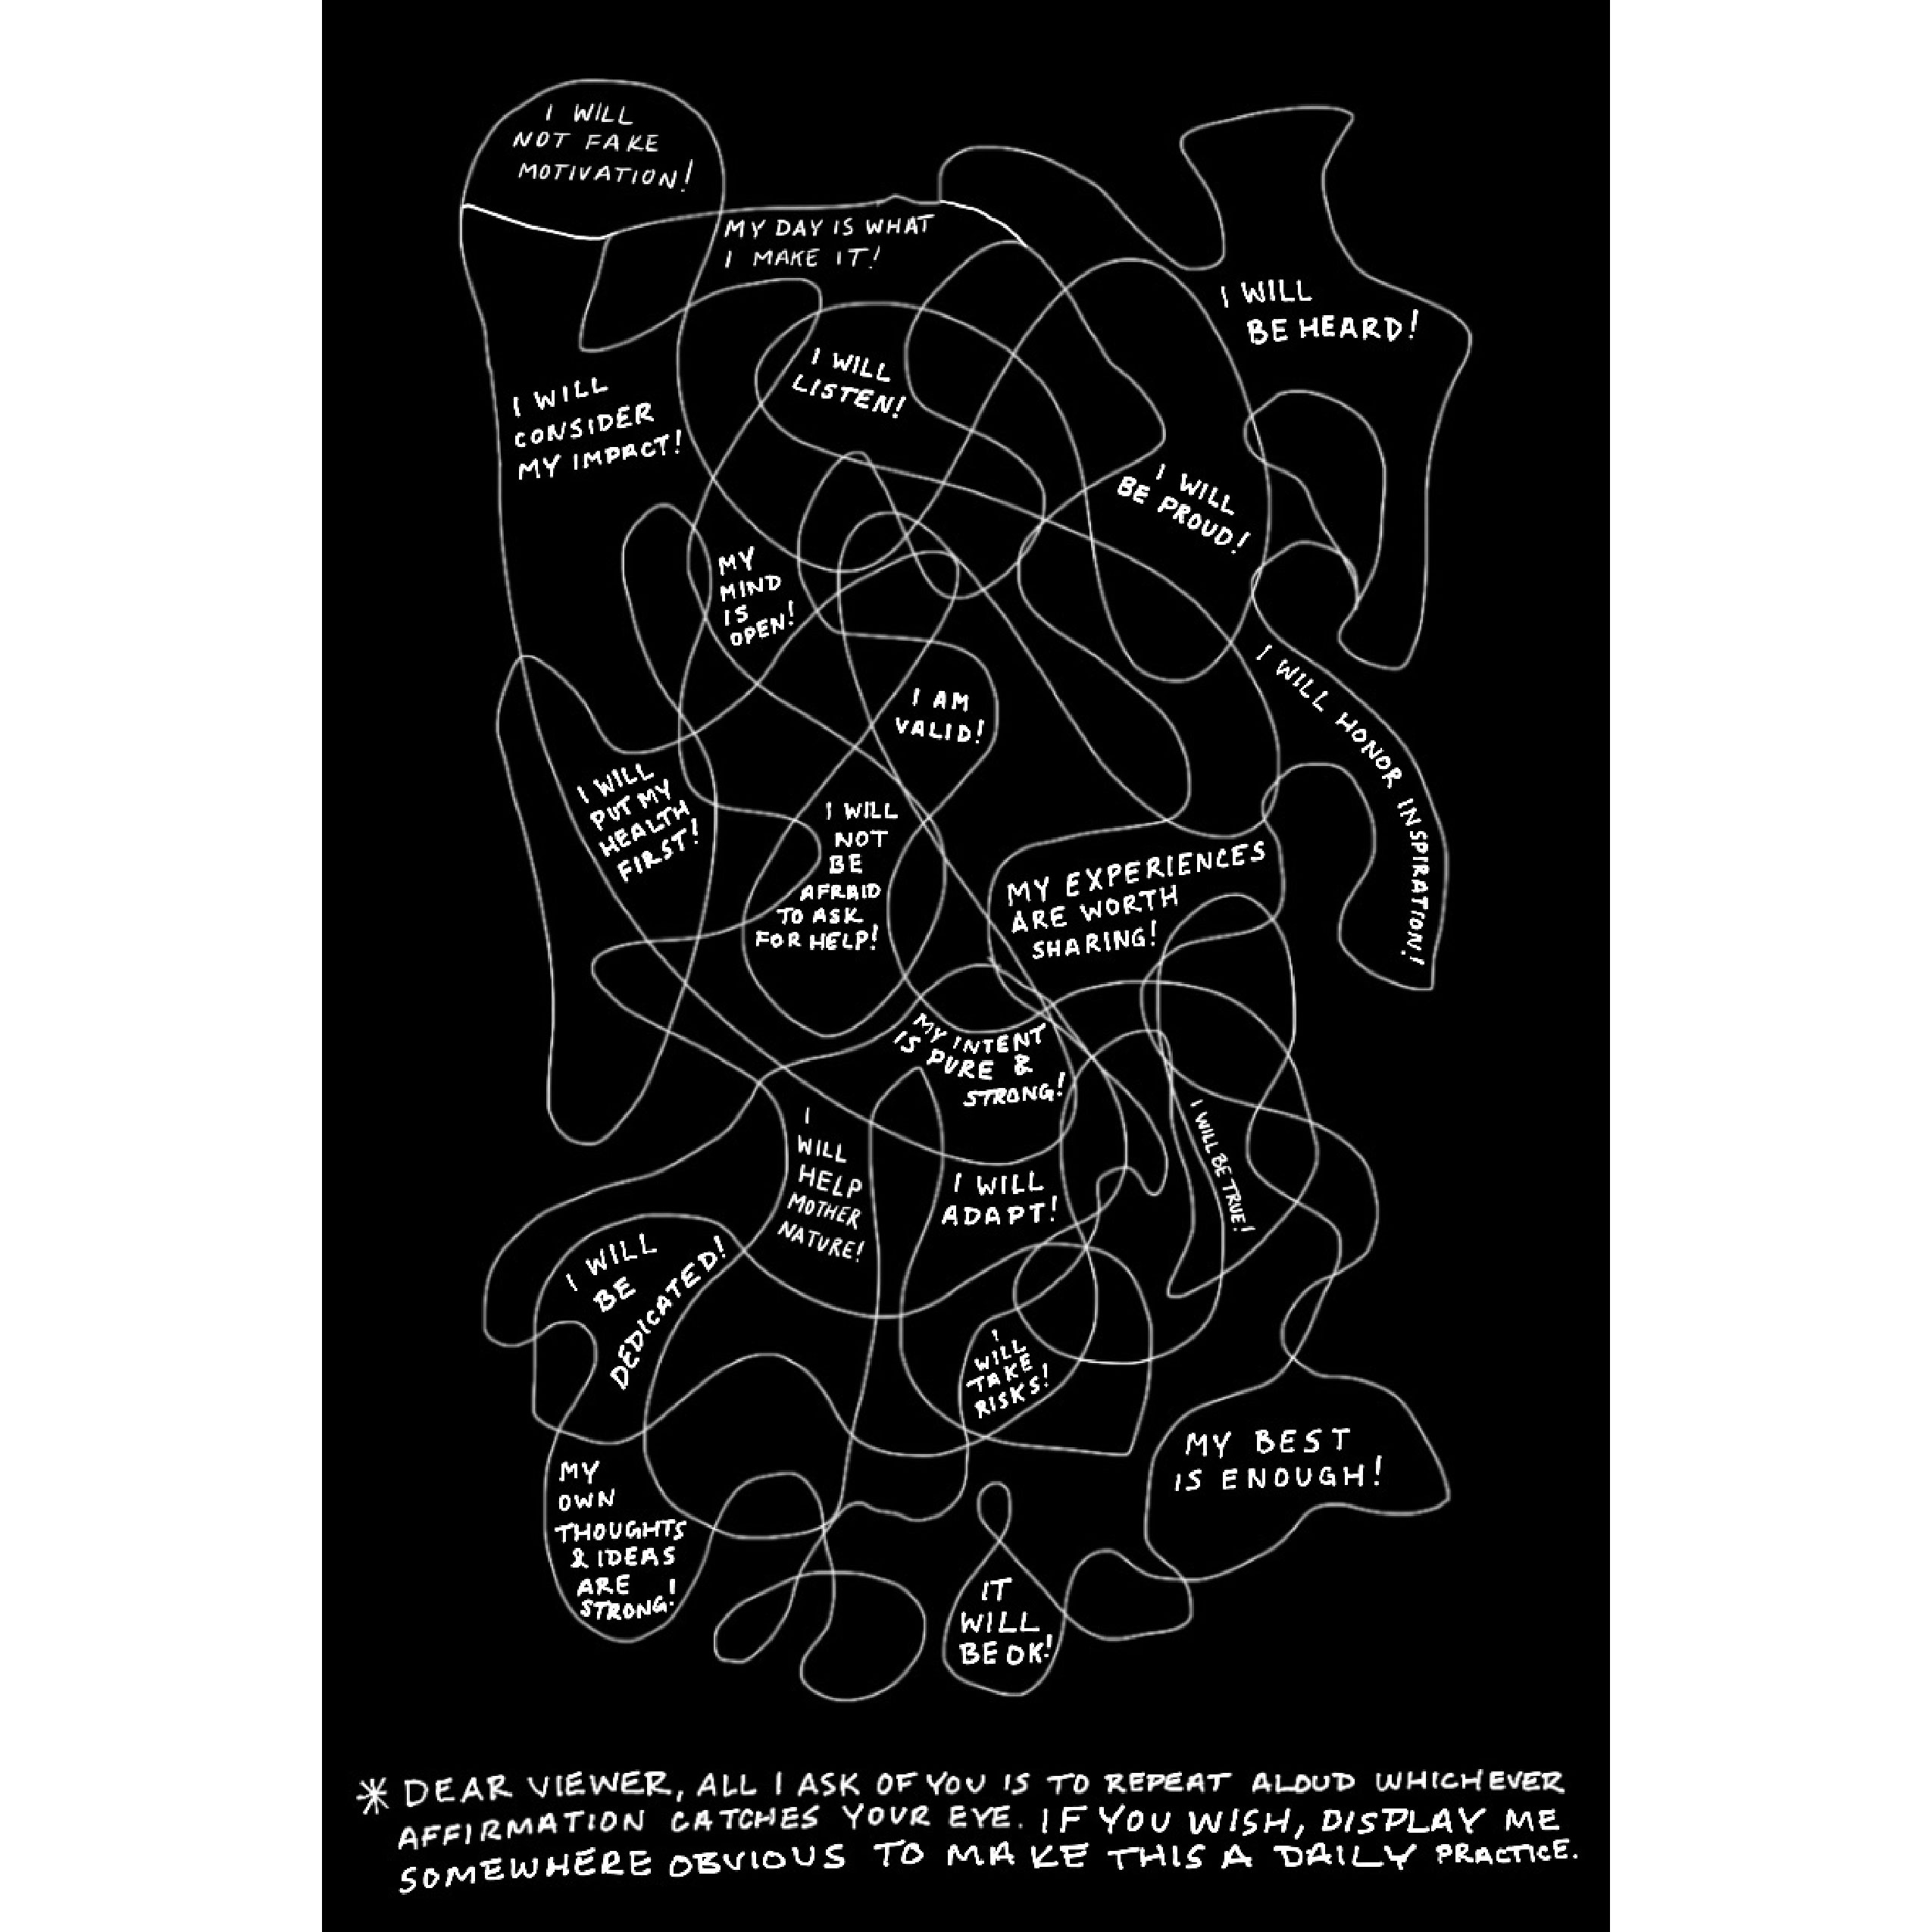 I WILL
NOT FAKE
MOTIVATION!
MY DAY IS WHAT
I MAKE IT!
I WILL
BE HEARD!
I WILL
LISTEN!
I WILL
CONSIDER
MY IMPACT!
I WILL
BE PROUD!
MY
MIND
IS
OPEN!
I WILL HONOR INSPIRATION!
I AM
VALID!
I WILL
PUT MY
HEALTH
FIRST!
I WILL
NOT
BE
AFRAID
TO ASK
FOR HELP!
MY EXPERIENCES
ARE WORTH
SHARING!
MY INTENT
IS PURE &
STRONG!
I
WILL
HELP
MOTHER
NATURE!
I WILL
ADAPT!
I WILL BE TRUE!
I WILL
BE
DEDICATED!
I
WILL
TAKE
RISKS!
MY BEST
IS ENOUGH!
MY
OWN
THOUGHTS
& IDEAS
ARE
STRONG!
IT
WILL
BE OK!
* DEAR VIEWER, ALL I ASK OF YOU IS TO REPEAT ALOUD WHICHEVER
AFFIRMATION CATCHES YOUR EYE. IF YOU WISH, DISPLAY ME
SOMEWHERE OBVIOUS TO MAKE THIS A DAILY PRACTICE.